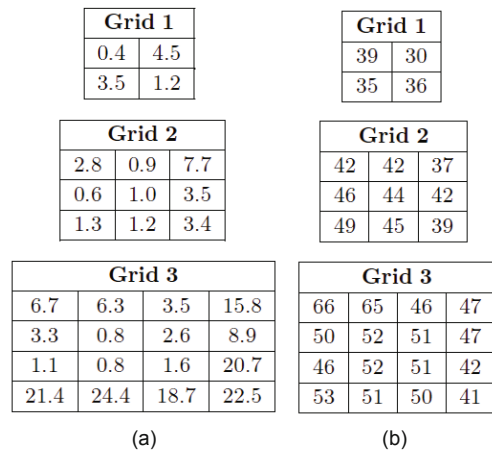 Grid 1
0.4 4.5
3.5 1.2
Grid 2
2.8 0.9 7.7
0.6 1.0 3.5
1.3 1.2 3.4
Grid 3
6.7 6.3 3.5 15.8
3.3 0.8 2.6 8.9
1.1 0.8 1.6 20.7
21.4 24.4 18.7 22.5
(a)
Grid 1
39 30
35 36
Grid 2
42 42 37
46 44 42
49 45 39
Grid 3
66 65 46 47
50 52 51 47
46 52 51 42
53 51 50 41
(b)